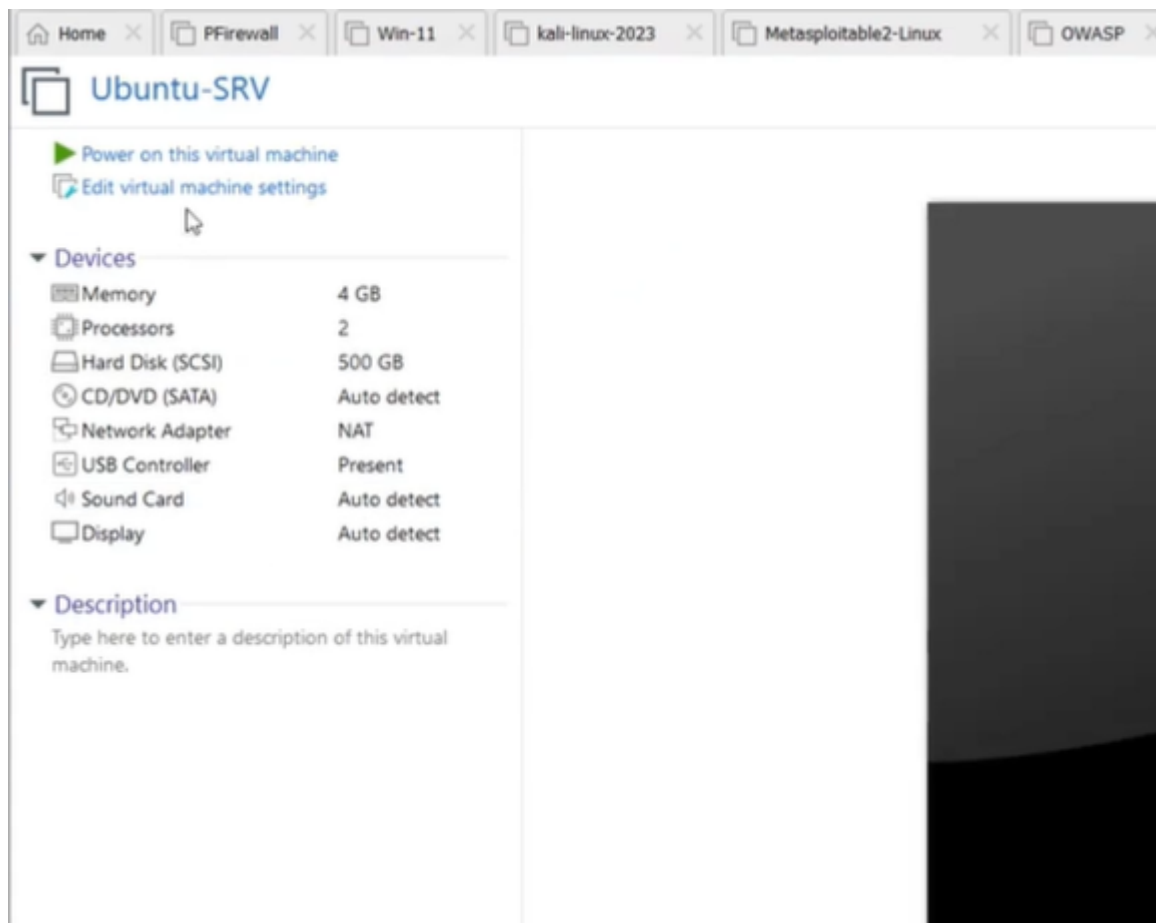 Home PFirewall Win-11 kali-linux-2023 Metasploitable2-Linux OWASP
Ubuntu-SRV
Power on this virtual machine
Edit virtual machine settings
Devices
Memory 4 GB
Processors 2
Hard Disk (SCSI) 500 GB
CD/DVD (SATA) Auto detect
Network Adapter NAT
USB Controller Present
Sound Card Auto detect
Display Auto detect
Description
Type here to enter a description of this virtual
machine.